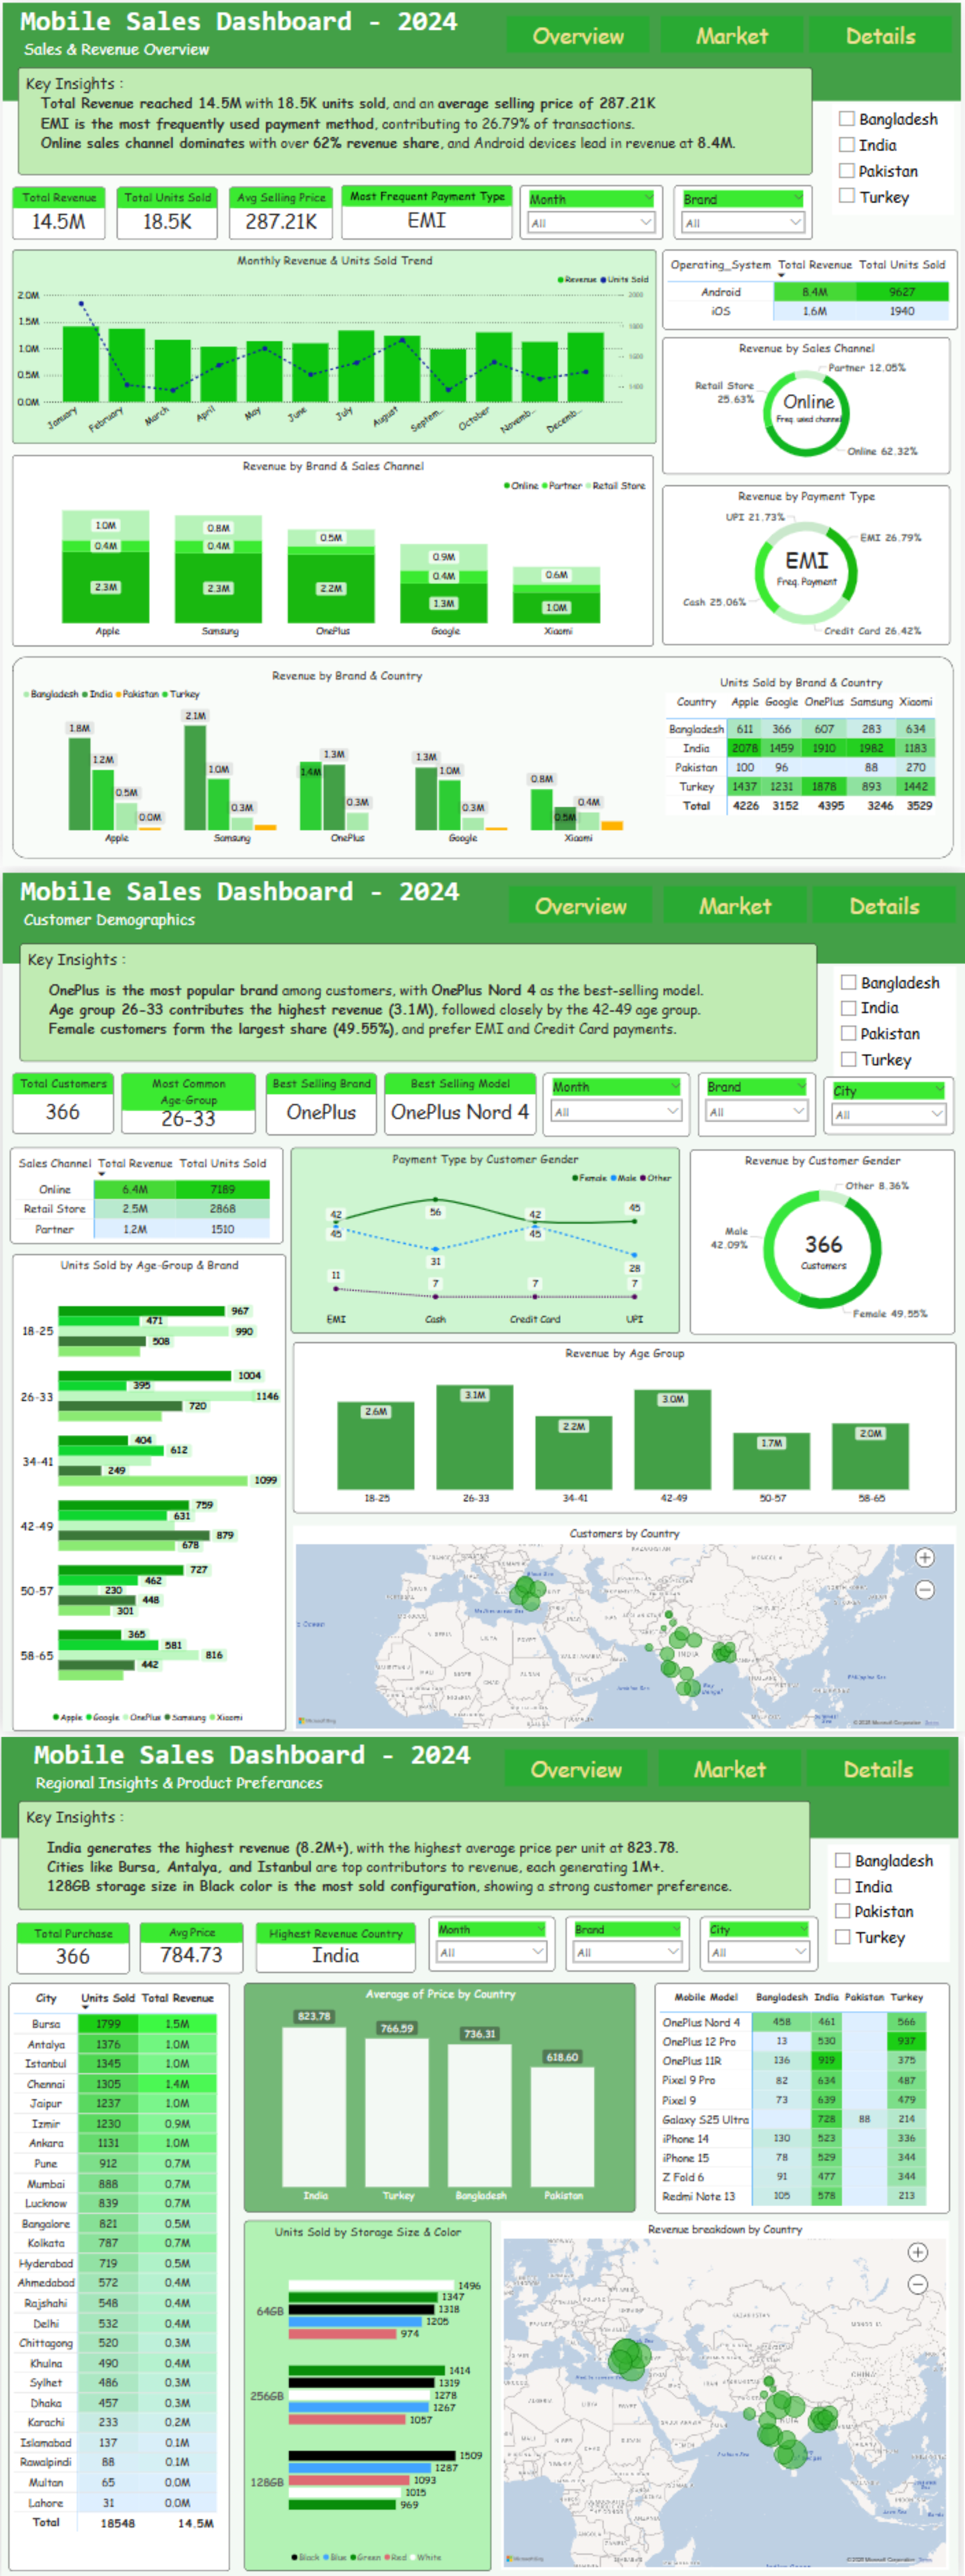 Mobile Sales Dashboard - 2024
Sales & Revenue Overview
Overview
Market
Details
Key Insights :
Total Revenue reached 14.5M with 18.5K units sold, and an average selling price of 287.21K
EMI is the most frequently used payment method, contributing to 26.79% of transactions.
Online sales channel dominates with over 62% revenue share, and Android devices lead in revenue at 8.4M.
Bangladesh
India
Pakistan
Turkey
Total Revenue
14.5M
Total Units Sold
18.5K
Avg Selling Price
287.21K
Most Frequent Payment Type
EMI
Month
All
Brand
All
Monthly Revenue & Units Sold Trend
Revenue Units Sold
2.0M
1.5M
1.0M
0.5M
0.0M
2000
1800
1600
1400
January February March April May June July August Septem... October Novemb... Decemb...
Operating_System Total Revenue Total Units Sold
Android 8.4M 9627
iOS 1.6M 1940
Revenue by Sales Channel
Partner 12.05%
Retail Store
25.63%
Online
Freq. used channel
Online 62.32%
Revenue by Brand & Sales Channel
Online Partner Retail Store
1.0M 0.4M 2.3M
0.8M 0.4M 2.3M
0.5M 2.2M
0.9M 0.4M 1.3M
0.6M 1.0M
Apple Samsung OnePlus Google Xiaomi
Revenue by Payment Type
UPI 21.73%
EMI 26.79%
EMI
Freq. Payment
Cash 25.06%
Credit Card 26.42%
Revenue by Brand & Country
Bangladesh India Pakistan Turkey
1.8M 1.2M 0.5M 0.0M
2.1M 1.0M 0.3M
1.4M 1.3M 0.3M
1.3M 1.0M 0.3M
0.8M 0.5M 0.4M
Apple Samsung OnePlus Google Xiaomi
Units Sold by Brand & Country
Country Apple Google OnePlus Samsung Xiaomi
Bangladesh 611 366 607 283 634
India 2078 1459 1910 1982 1183
Pakistan 100 96 88 270
Turkey 1437 1231 1878 893 1442
Total 4226 3152 4395 3246 3529
Mobile Sales Dashboard - 2024
Customer Demographics
Overview
Market
Details
Key Insights :
OnePlus is the most popular brand among customers, with OnePlus Nord 4 as the best-selling model.
Age group 26-33 contributes the highest revenue (3.1M), followed closely by the 42-49 age group.
Female customers form the largest share (49.55%), and prefer EMI and Credit Card payments.
Bangladesh
India
Pakistan
Turkey
Total Customers
366
Most Common
Age-Group
26-33
Best Selling Brand
OnePlus
Best Selling Model
OnePlus Nord 4
Month
All
Brand
All
City
All
Sales Channel Total Revenue Total Units Sold
Online 6.4M 7189
Retail Store 2.5M 2868
Partner 1.2M 1510
Payment Type by Customer Gender
Female Male Other
42 56 42 45
45 31 45 28
11 7 7 7
EMI Cash Credit Card UPI
Revenue by Customer Gender
Other 8.36%
Male
42.09%
366
Customers
Female 49.55%
Units Sold by Age-Group & Brand
18-25 967 471 990 508
26-33 1004 395 1146 720
34-41 404 612 249 1099
42-49 759 631 879 678
50-57 727 462 230 448 301
58-65 365 581 816 442
Apple Google OnePlus Samsung Xiaomi
Revenue by Age Group
2.6M 3.1M 2.2M 3.0M 1.7M 2.0M
18-25 26-33 34-41 42-49 50-57 58-65
Customers by Country
INDIA
Mobile Sales Dashboard - 2024
Regional Insights & Product Preferances
Overview
Market
Details
Key Insights :
India generates the highest revenue (8.2M+), with the highest average price per unit at 823.78.
Cities like Bursa, Antalya, and Istanbul are top contributors to revenue, each generating 1M+.
128GB storage size in Black color is the most sold configuration, showing a strong customer preference.
Bangladesh
India
Pakistan
Turkey
Total Purchase
366
Avg Price
784.73
Highest Revenue Country
India
Month
All
Brand
All
City
All
City Units Sold Total Revenue
Bursa 1799 1.5M
Antalya 1376 1.0M
Istanbul 1345 1.0M
Chennai 1305 1.4M
Jaipur 1237 1.0M
Izmir 1230 0.9M
Ankara 1131 1.0M
Pune 912 0.7M
Mumbai 888 0.7M
Lucknow 839 0.7M
Bangalore 821 0.5M
Kolkata 787 0.7M
Hyderabad 719 0.5M
Ahmedabad 572 0.4M
Rajshahi 548 0.4M
Delhi 532 0.4M
Chittagong 520 0.3M
Khulna 490 0.4M
Sylhet 486 0.3M
Dhaka 457 0.3M
Karachi 233 0.2M
Islamabad 137 0.1M
Rawalpindi 88 0.1M
Multan 65 0.0M
Lahore 31 0.0M
Total 18548 14.5M
Average of Price by Country
823.78 766.59 736.31 618.60
India Turkey Bangladesh Pakistan
Mobile Model Bangladesh India Pakistan Turkey
OnePlus Nord 4 458 461 566
OnePlus 12 Pro 13 530 937
OnePlus 11R 136 919 375
Pixel 9 Pro 82 634 487
Pixel 9 73 639 479
Galaxy S25 Ultra 728 88 214
iPhone 14 130 523 336
iPhone 15 78 529 344
Z Fold 6 91 477 344
Redmi Note 13 105 578 213
Units Sold by Storage Size & Color
64GB 1496 1347 1318 1205 974
256GB 1414 1319 1278 1267 1057
128GB 1509 1287 1093 1015 969
Black Blue Green Red White
Revenue breakdown by Country
CHINA